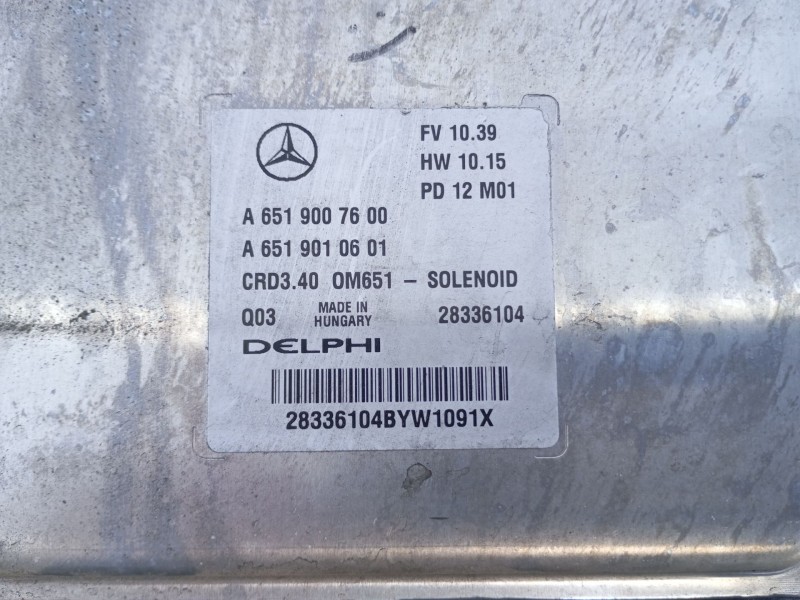 FV 10.39
HW 10.15
PD 12 M01
A 651 900 76 00
A 651 901 06 01
CRD3.40 OM651 - SOLENOID
Q03 MADE IN HUNGARY 28336104
DELPHI
28336104BYW1091X